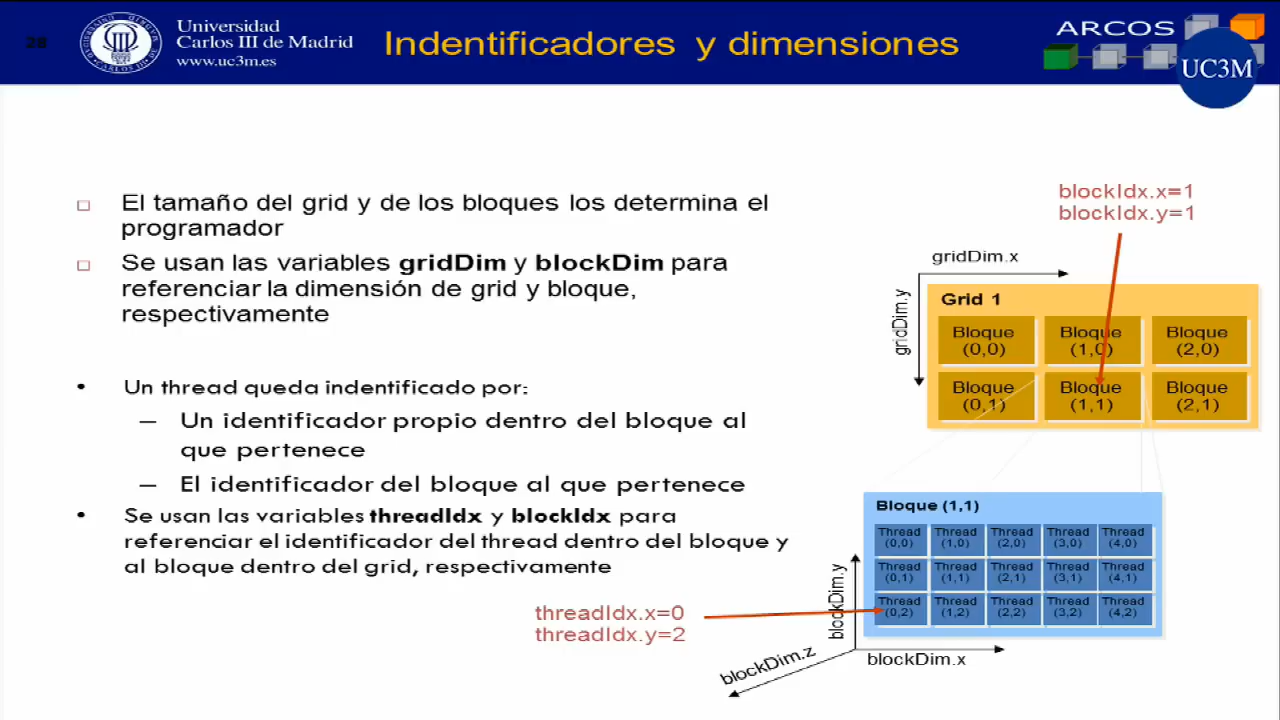 28
Universidad
Carlos III de Madrid
www.uc3m.es
Indentificadores y dimensiones
ARCOS
UC3M
□ El tamaño del grid y de los bloques los determina el
programador
□ Se usan las variables gridDim y blockDim para
referenciar la dimensión de grid y bloque,
respectivamente
• Un thread queda indentificado por:
— Un identificador propio dentro del bloque al
que pertenece
— El identificador del bloque al que pertenece
• Se usan las variables threadIdx y blockIdx para
referenciar el identificador del thread dentro del bloque y
al bloque dentro del grid, respectivamente
threadIdx.x=0
threadIdx.y=2
blockIdx.x=1
blockIdx.y=1
gridDim.x
gridDim.y
Grid 1
Bloque Bloque Bloque
(0,0) (1,0) (2,0)
Bloque Bloque Bloque
(0,1) (1,1) (2,1)
Bloque (1,1)
Thread Thread Thread Thread Thread
(0,0) (1,0) (2,0) (3,0) (4,0)
Thread Thread Thread Thread Thread
(0,1) (1,1) (2,1) (3,1) (4,1)
Thread Thread Thread Thread Thread
(0,2) (1,2) (2,2) (3,2) (4,2)
blockDim.y
blockDim.z
blockDim.x